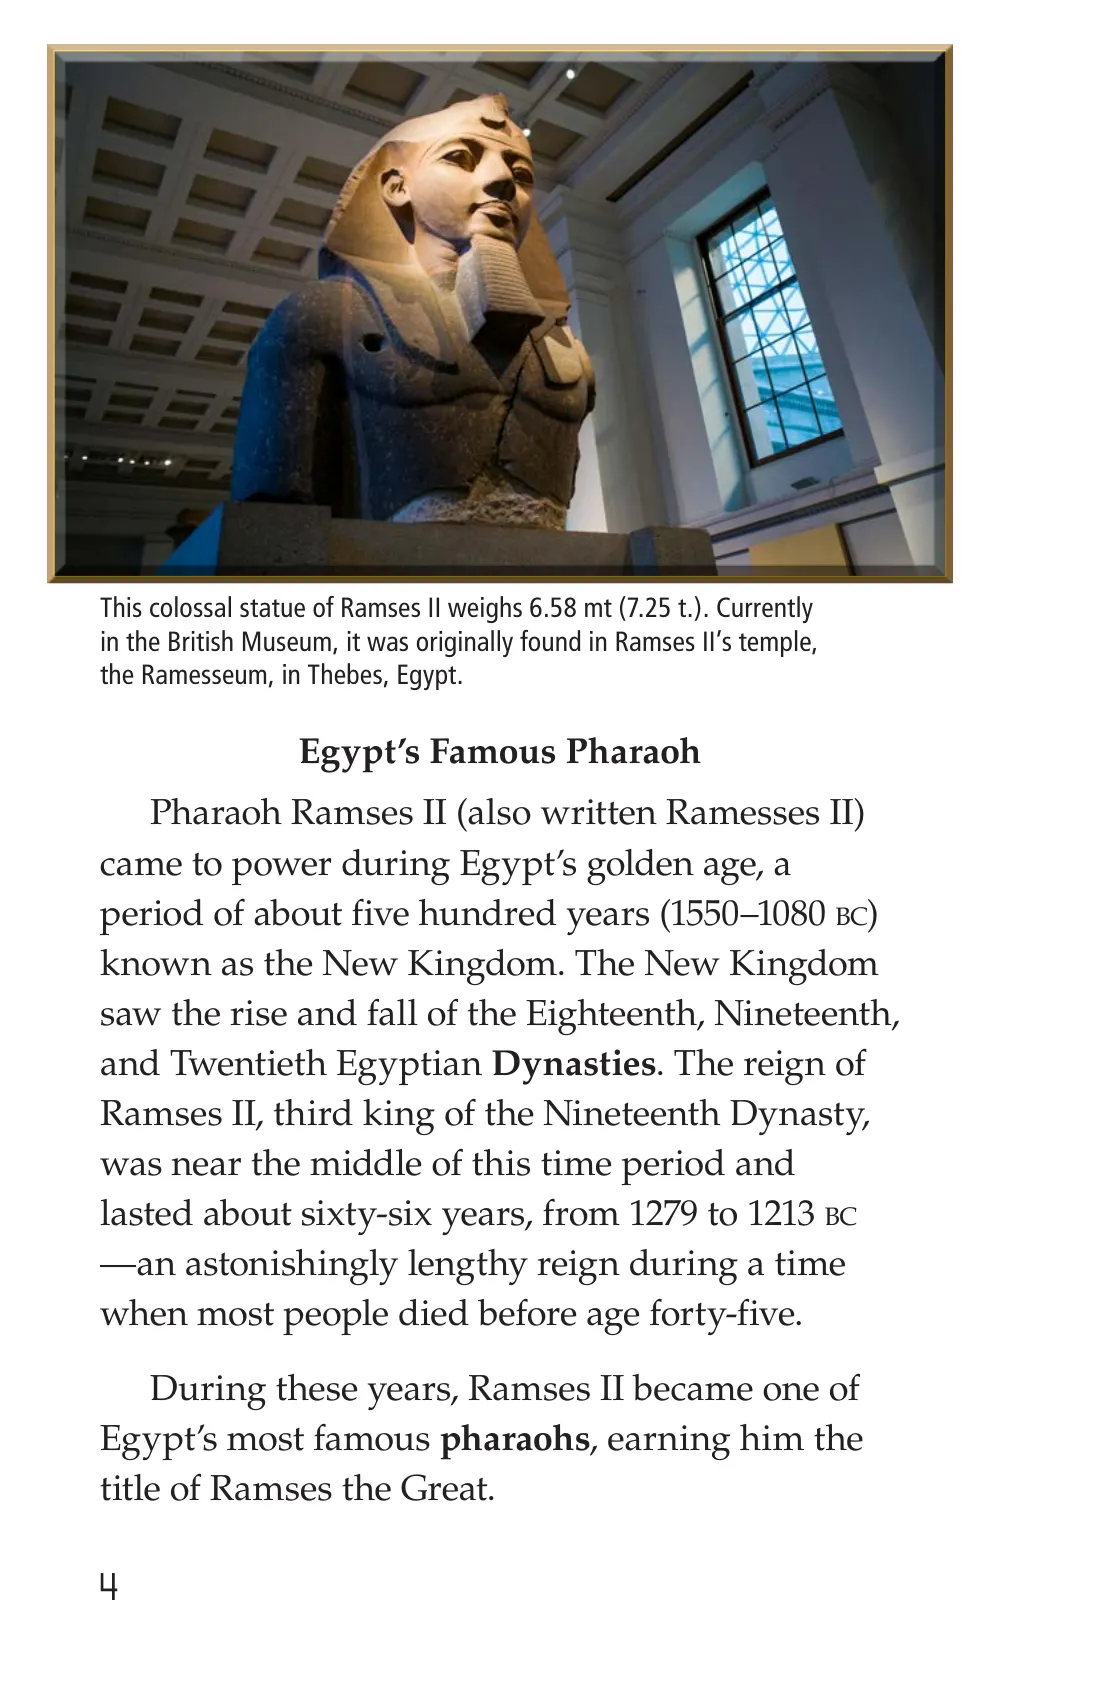 This colossal statue of Ramses II weighs 6.58 mt (7.25 t.). Currently
in the British Museum, it was originally found in Ramses II’s temple,
the Ramesseum, in Thebes, Egypt.
Egypt’s Famous Pharaoh
Pharaoh Ramses II (also written Ramesses II)
came to power during Egypt’s golden age, a
period of about five hundred years (1550–1080 BC)
known as the New Kingdom. The New Kingdom
saw the rise and fall of the Eighteenth, Nineteenth,
and Twentieth Egyptian Dynasties. The reign of
Ramses II, third king of the Nineteenth Dynasty,
was near the middle of this time period and
lasted about sixty-six years, from 1279 to 1213 BC
—an astonishingly lengthy reign during a time
when most people died before age forty-five.
During these years, Ramses II became one of
Egypt’s most famous pharaohs, earning him the
title of Ramses the Great.
4